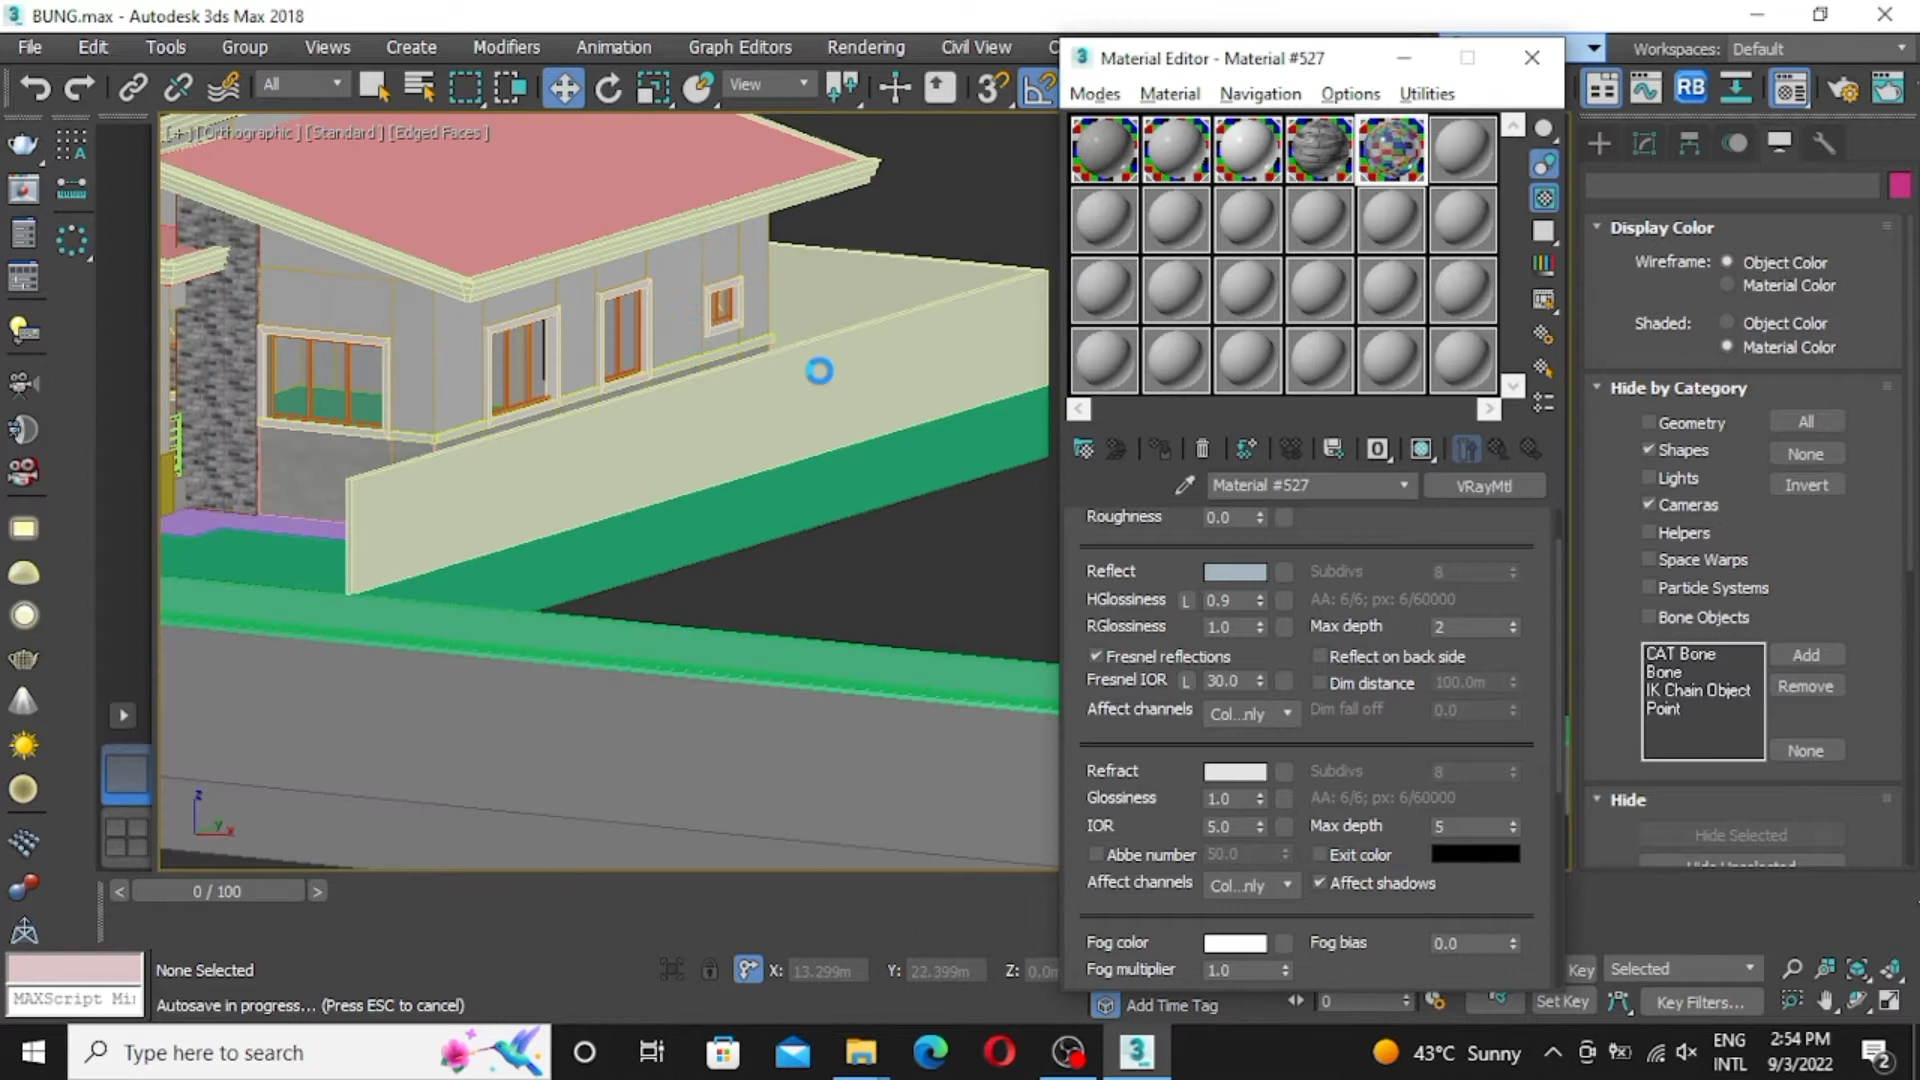 BUNG.max - Autodesk 3ds Max 2018
File Edit Tools Group Views Create Modifiers Animation Graph Editors Rendering Civil View
Workspaces: Default
All
View
RB
[+] [Orthographic] [Standard] [Edged Faces]
Material Editor - Material #527
Modes Material Navigation Options Utilities
Material #527
VRayMtl
Roughness 0.0
Reflect Subdivs 8
HGlossiness L 0.9 AA: 6/6; px: 6/60000
RGlossiness 1.0 Max depth 2
Fresnel reflections Reflect on back side
Fresnel IOR L 30.0 Dim distance 100.0m
Affect channels Col...nly Dim fall off 0.0
Refract Subdivs 8
Glossiness 1.0 AA: 6/6; px: 6/60000
IOR 5.0 Max depth 5
Abbe number 50.0 Exit color
Affect channels Col...nly Affect shadows
Fog color Fog bias 0.0
Fog multiplier 1.0
Display Color
Wireframe: Object Color
Material Color
Shaded: Object Color
Material Color
Hide by Category
Geometry All
Shapes None
Lights Invert
Cameras
Helpers
Space Warps
Particle Systems
Bone Objects
CAT Bone
Bone
IK Chain Object
Point
Add
Remove
None
Hide
Hide Selected
Hide Unselected
z
y
x
< 0 / 100 >
None Selected
X: 13.299m Y: 22.399m Z: 0.0m
Key Selected
MAXScript Mi
Autosave in progress... (Press ESC to cancel)
Add Time Tag
0
Set Key
Key Filters...
Type here to search
43°C Sunny
ENG
INTL
2:54 PM
9/3/2022
2